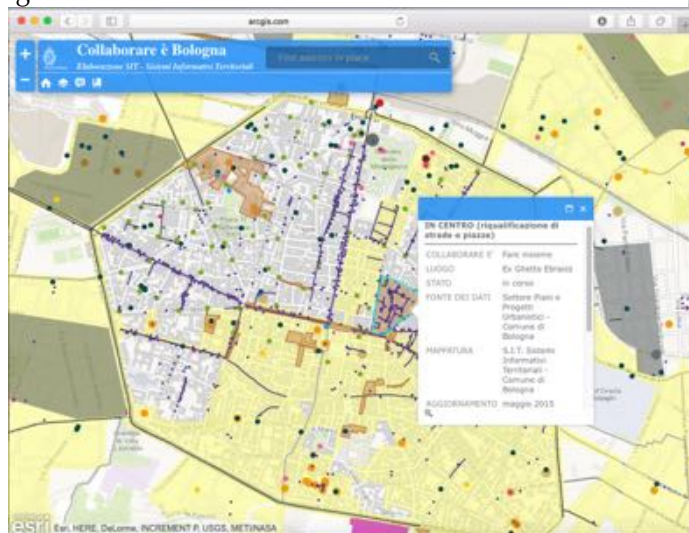 arcgis.com
Collaborare è Bologna
Elaborazione SIT - Sistemi Informativi Territoriali
Find address or place
IN CENTRO (riqualificazione di
strade e piazze)
COLLABORARE E' Fare insieme
LUOGO Ex Ghetto Ebraico
STATO in corso
FONTE DEI DATI Settore Piani e
Progetti
Urbanistici -
Comune di
Bologna
MAPPATURA S.I.T. Sistemi
Informativi
Territoriali -
Comune di
Bologna
AGGIORNAMENTO maggio 2015
esri Esri, HERE, DeLorme, INCREMENT P, USGS, METI/NASA